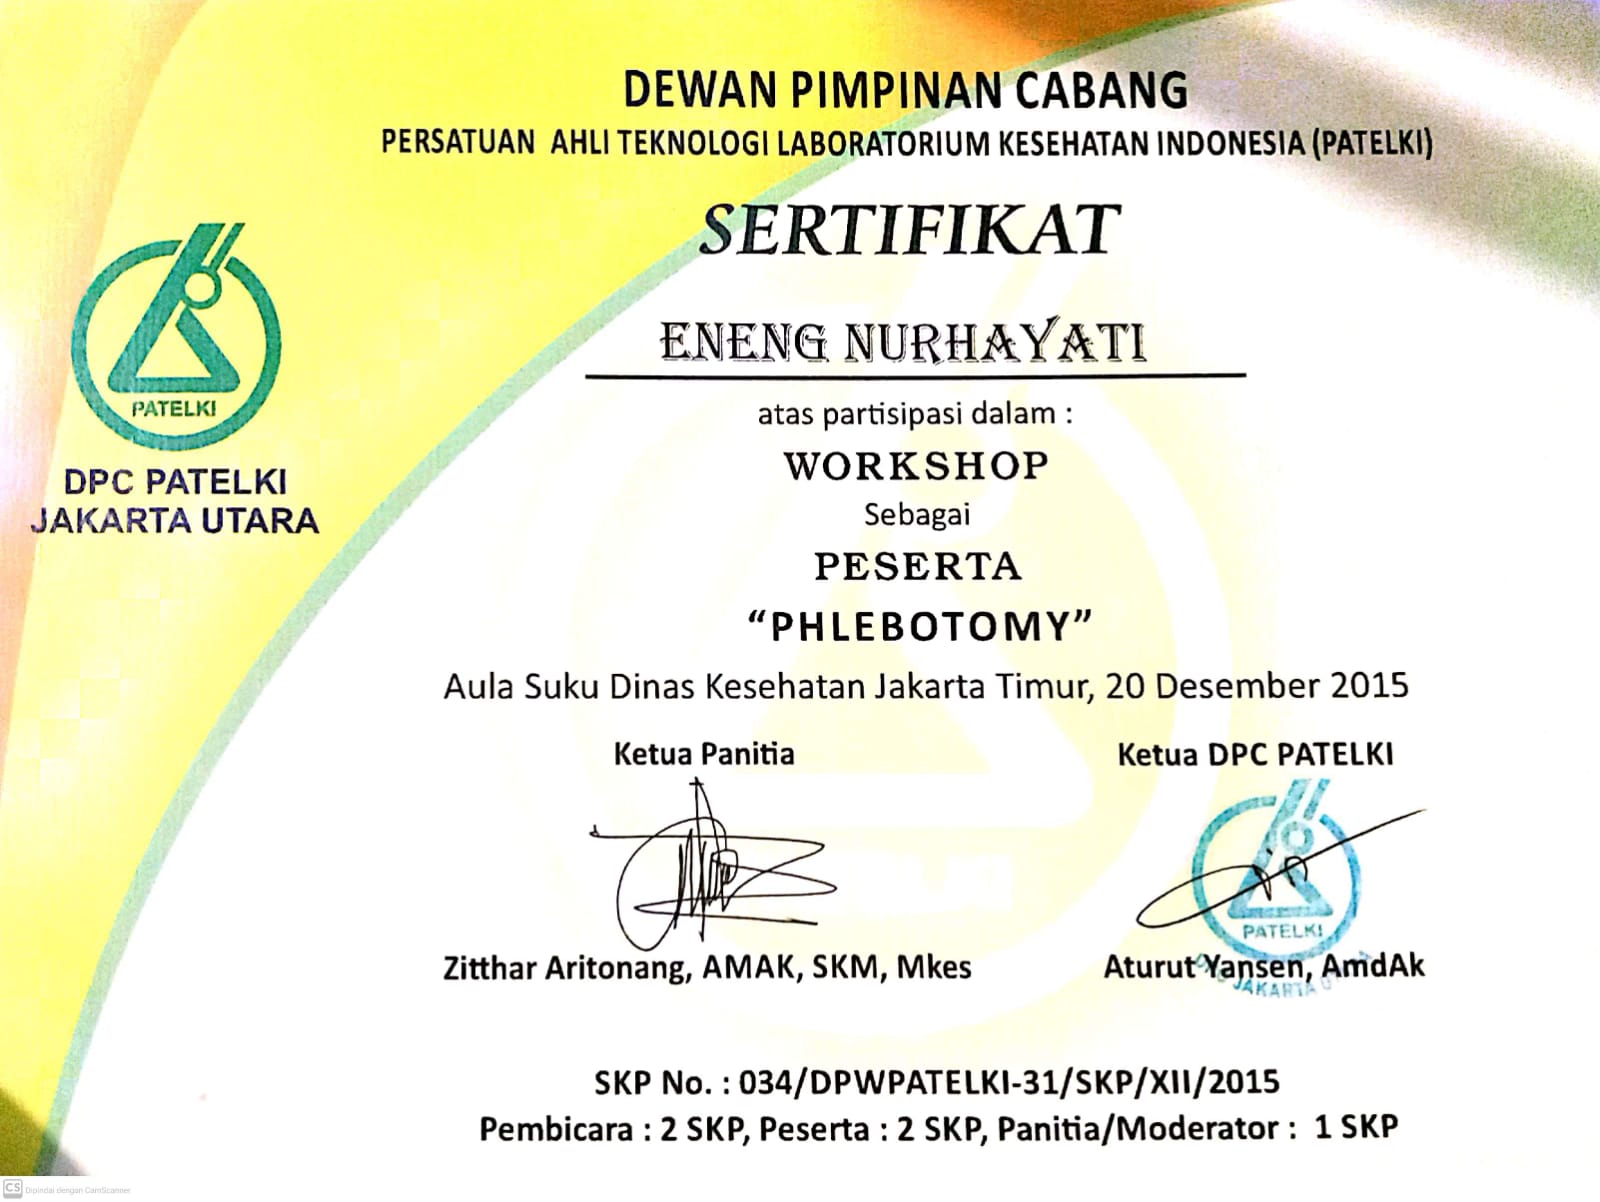 DEWAN PIMPINAN CABANG
PERSATUAN AHLI TEKNOLOGI LABORATORIUM KESEHATAN INDONESIA (PATELKI)
SERTIFIKAT
PATELKI
DPC PATELKI
JAKARTA UTARA
ENENG NURHAYATI
atas partisipasi dalam :
WORKSHOP
Sebagai
PESERTA
“PHLEBOTOMY”
Aula Suku Dinas Kesehatan Jakarta Timur, 20 Desember 2015
Ketua Panitia
Zitthar Aritonang, AMAK, SKM, Mkes
Ketua DPC PATELKI
PATELKI
JAKARTA
Aturut Yansen, AmdAk
SKP No. : 034/DPWPATELKI-31/SKP/XII/2015
Pembicara : 2 SKP, Peserta : 2 SKP, Panitia/Moderator : 1 SKP
CS Dipindai dengan CamScanner